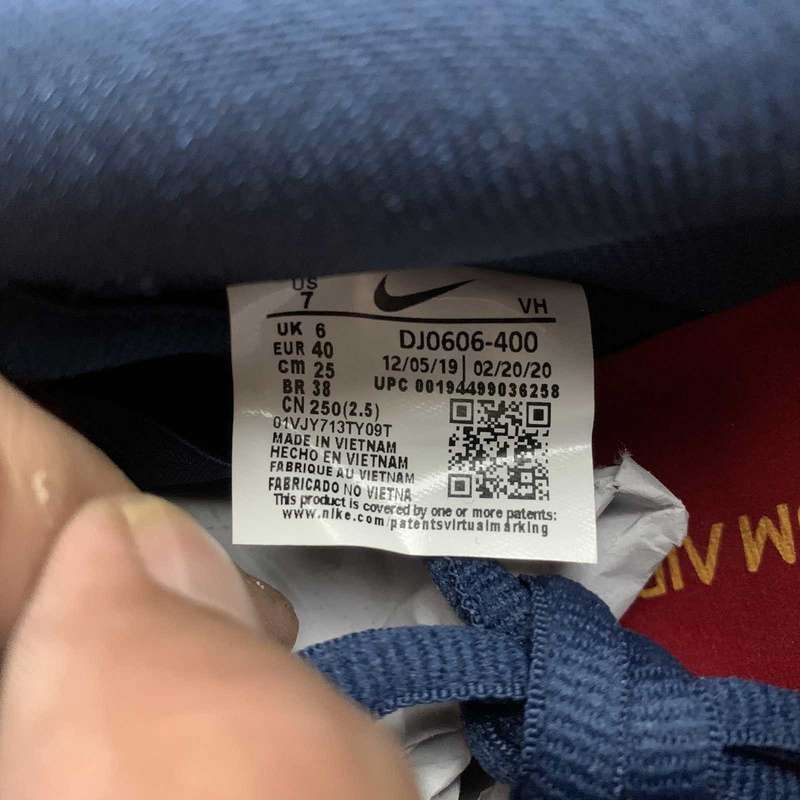 US
7
VH
UK 6
EUR 40
cm 25
BR 38
CN 250(2.5)
DJ0606-400
12/05/19 | 02/20/20
UPC 00194499036258
01VJY713TY09T
MADE IN VIETNAM
HECHO EN VIETNAM
FABRIQUE AU VIETNAM
FABRICADO NO VIETNA
This product is covered by one or more patents:
www.nike.com/patentsvirtualmarking
M AIR